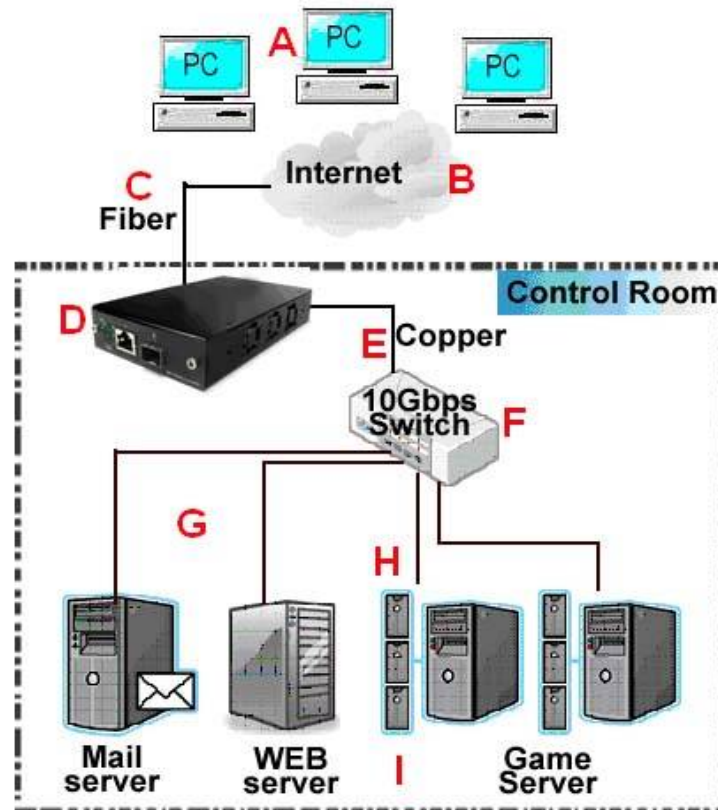 A
PC
PC
PC
Internet
B
C
Fiber
Control Room
D
E
Copper
10Gbps
Switch
F
G
H
Mail
server
WEB
server
I
Game
Server